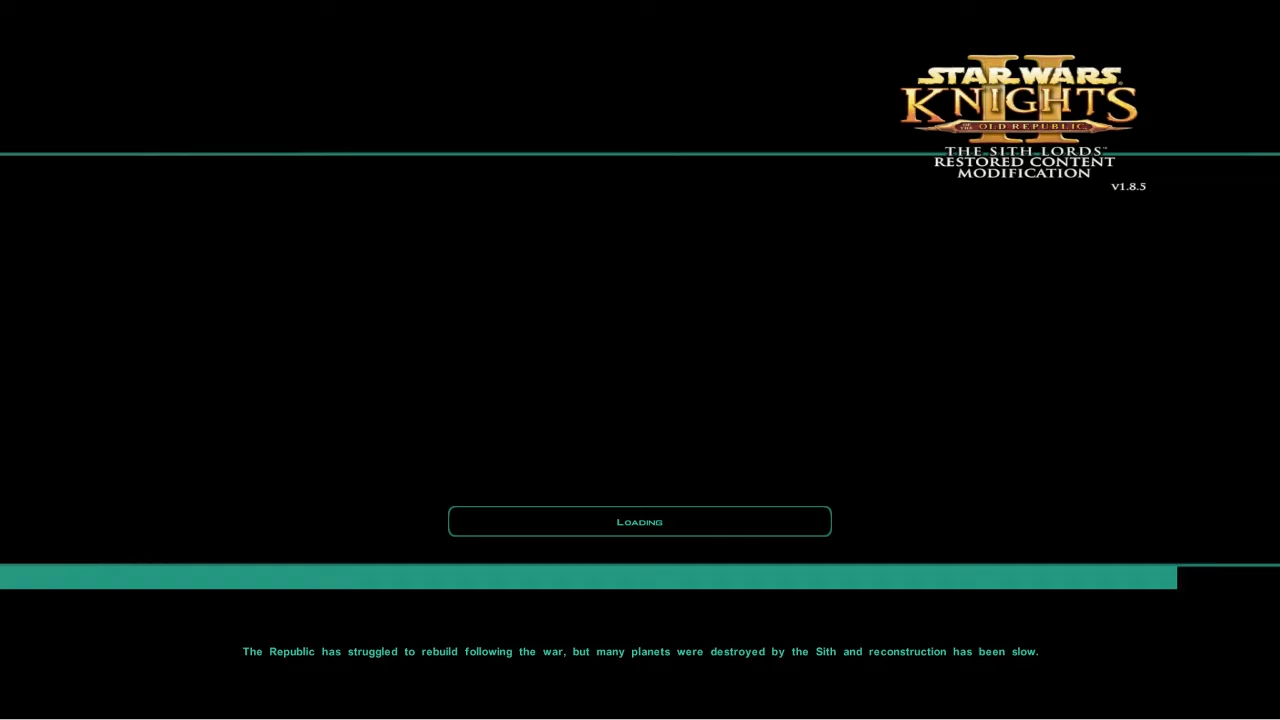 STAR WARS
KNIGHTS
II
OF THE OLD REPUBLIC
THE SITH LORDS™
RESTORED CONTENT
MODIFICATION
v1.8.5
LOADING
The Republic has struggled to rebuild following the war, but many planets were destroyed by the Sith and reconstruction has been slow.